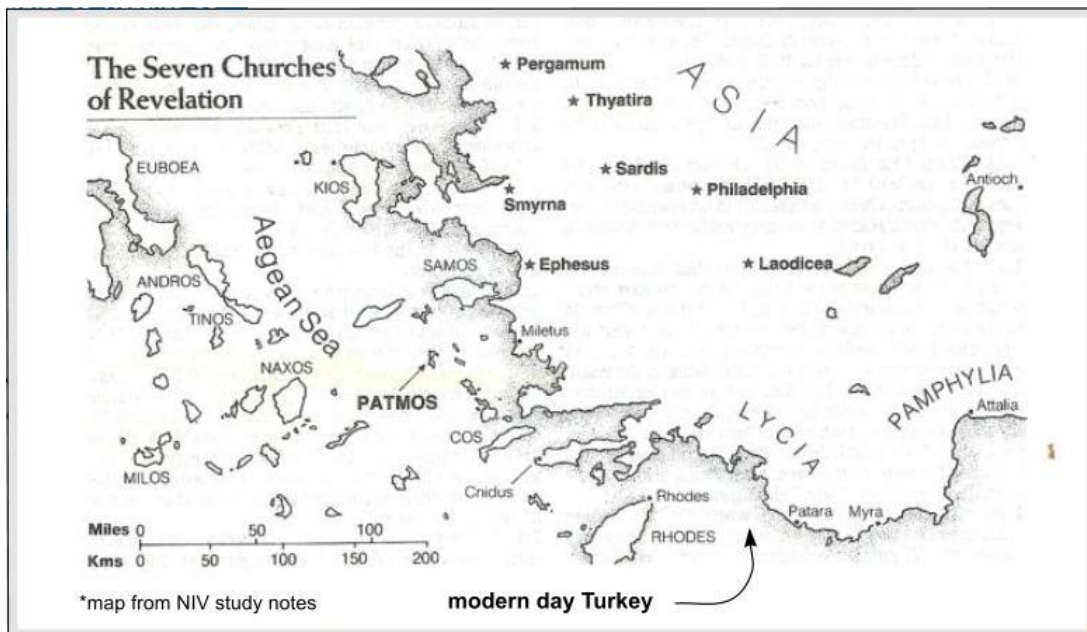 The Seven Churches
of Revelation
Pergamum
ASIA
Thyatira
EUBOEA
KIOS
Sardis
Philadelphia
Antioch
Smyrna
Aegean Sea
ANDROS
SAMOS
Ephesus
Laodicea
TINOS
Miletus
NAXOS
PATMOS
LYCIA
PAMPHYLIA
Attalia
COS
MILOS
Cnidus
Rhodes
Patara
Myra
RHODES
Miles 0 50 100
Kms 0 50 100 150 200
*map from NIV study notes
modern day Turkey